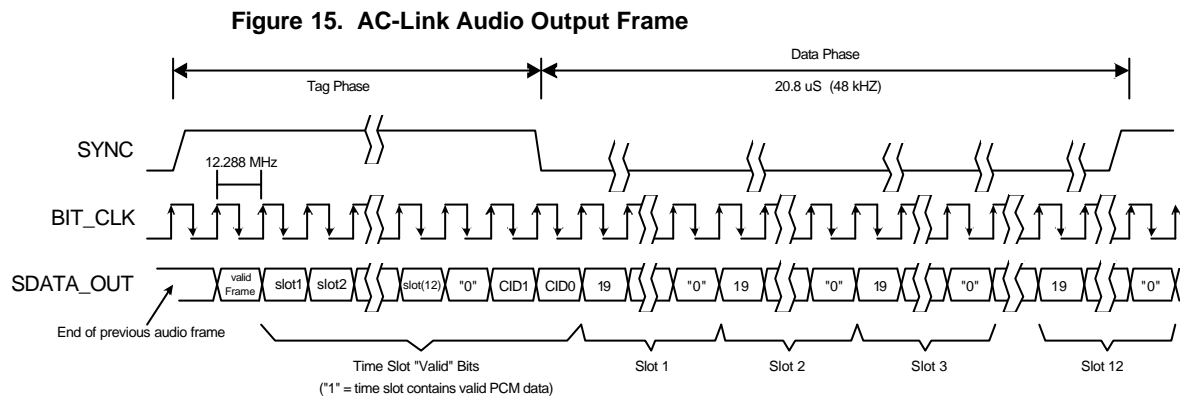 Figure 15. AC-Link Audio Output Frame
Data Phase
Tag Phase
20.8 uS (48 kHZ)
SYNC
12.288 MHz
BIT_CLK
SDATA_OUT
valid Frame
slot1
slot2
slot(12)
"0"
CID1
CID0
19
"0"
19
"0"
19
"0"
19
"0"
End of previous audio frame
Time Slot "Valid" Bits
Slot 1
Slot 2
Slot 3
Slot 12
("1" = time slot contains valid PCM data)